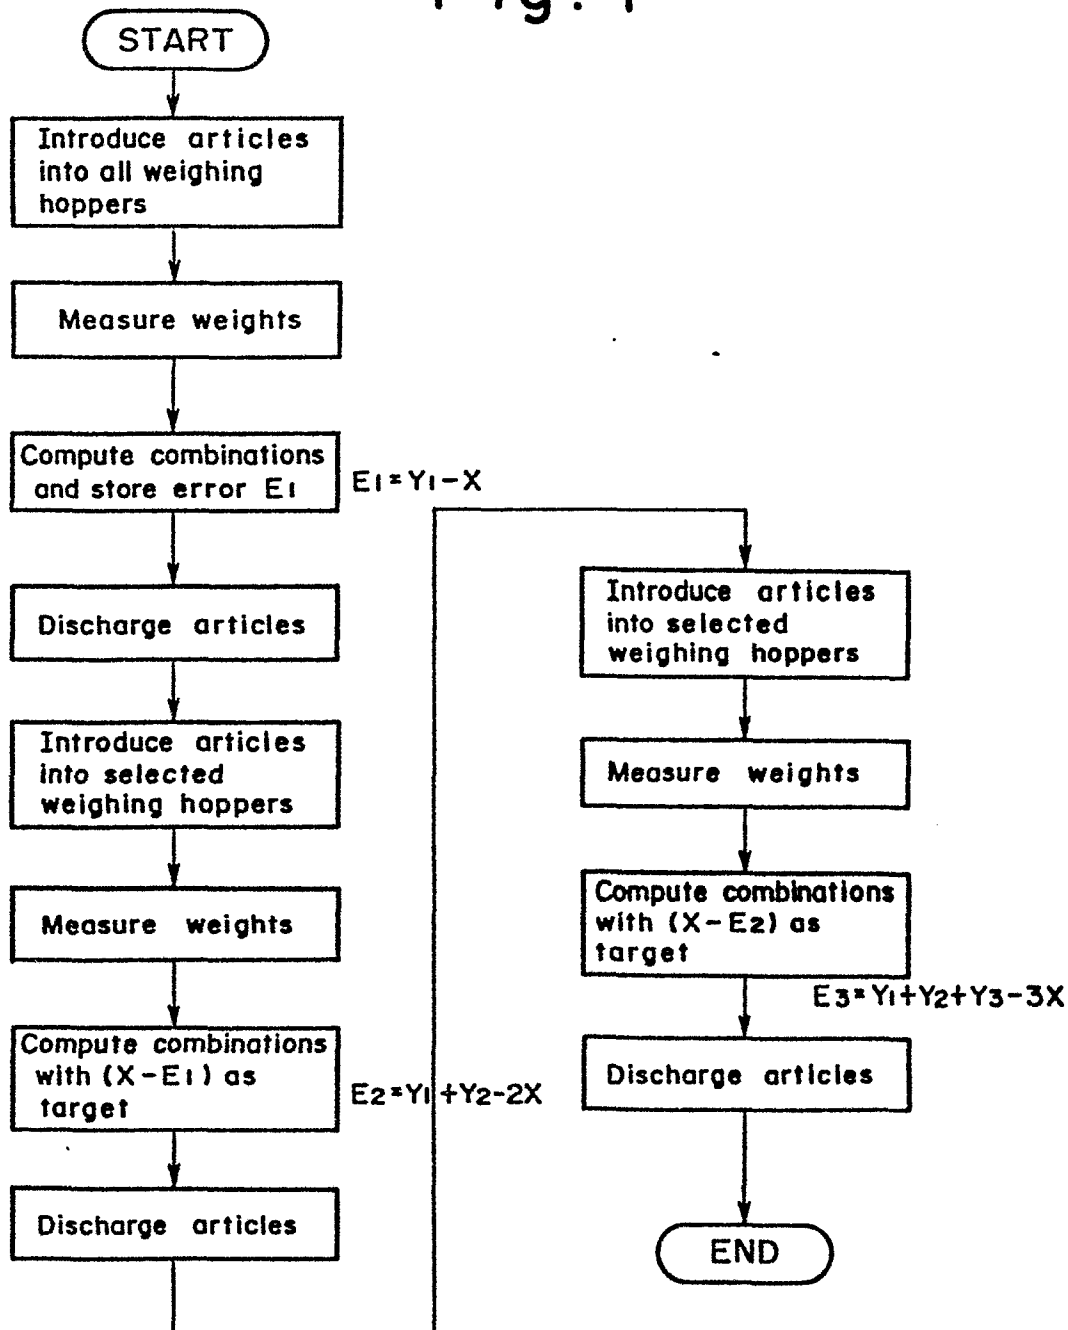 START
Introduce articles
into all weighing
hoppers
Measure weights
Compute combinations
and store error E1
E1=Y1-X
Discharge articles
Introduce articles
into selected
weighing hoppers
Measure weights
Compute combinations
with (X-E1) as
target
E2=Y1+Y2-2X
Discharge articles
Introduce articles
into selected
weighing hoppers
Measure weights
Compute combinations
with (X-E2) as
target
E3=Y1+Y2+Y3-3X
Discharge articles
END